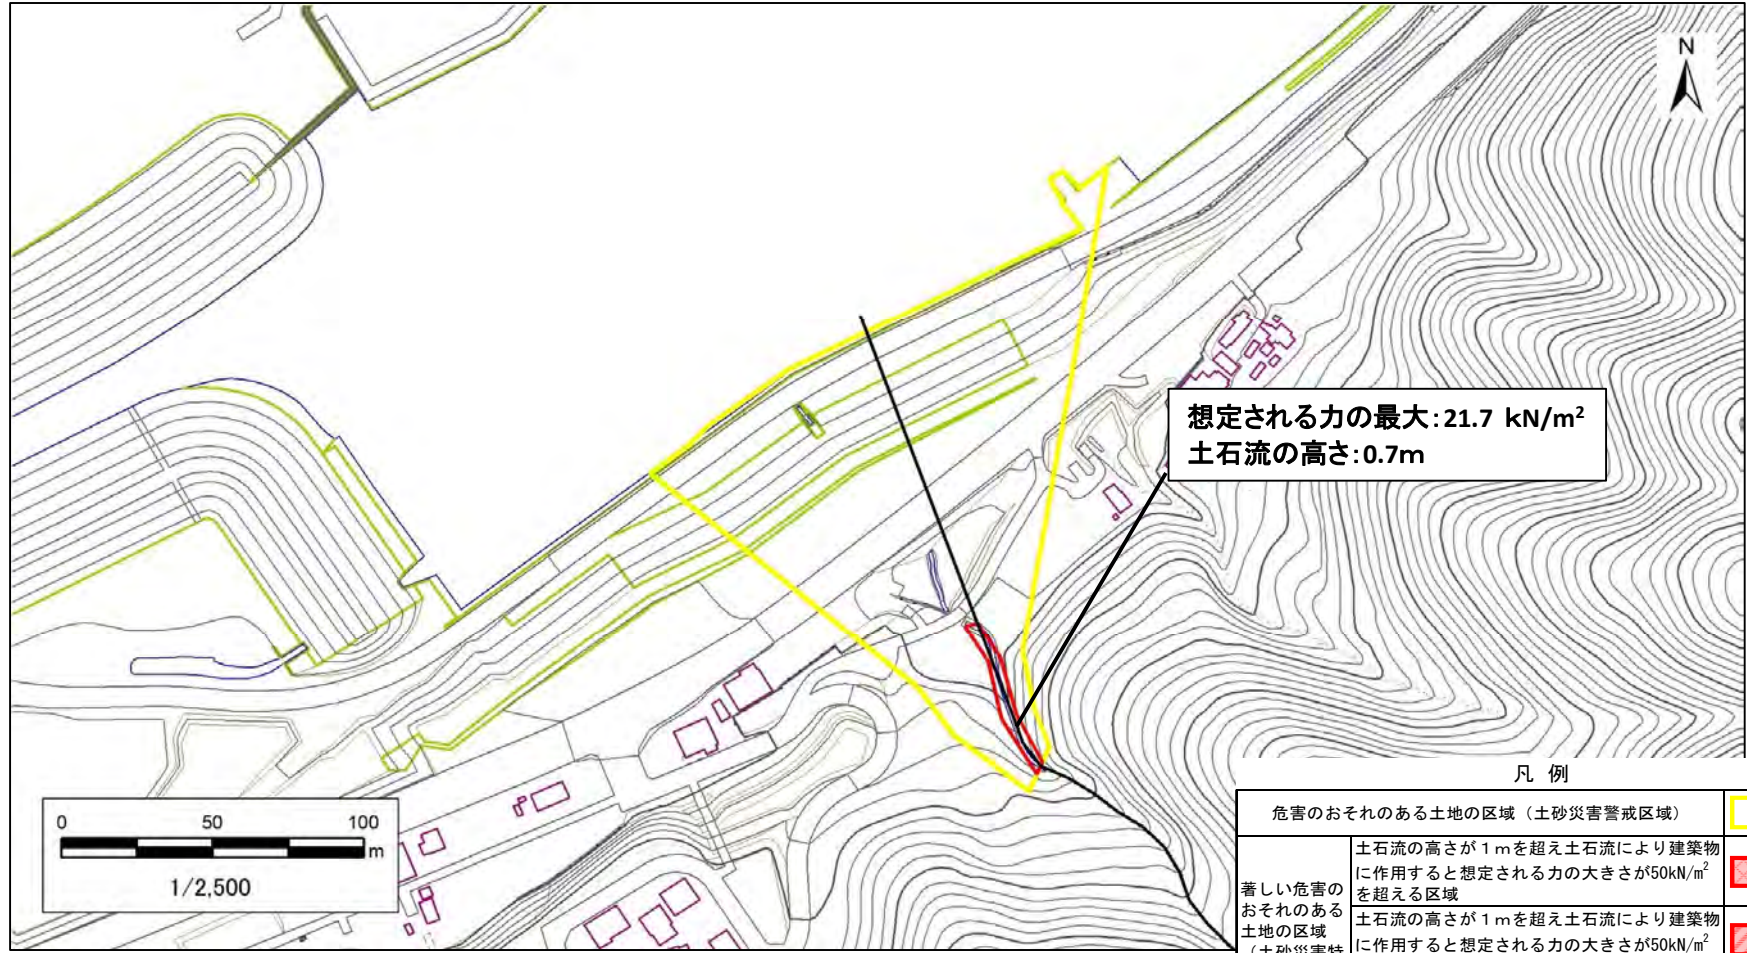 N
想定される力の最大:21.7 kN/m²
土石流の高さ:0.7m
0 50 100
m
1/2,500
凡 例
危害のおそれのある土地の区域（土砂災害警戒区域）
土石流の高さが１ｍを超え土石流により建築物
に作用すると想定される力の大きさが50kN/㎡
を超える区域
著しい危害の
おそれのある
土地の区域
（土砂災害特
土石流の高さが１ｍを超え土石流により建築物
に作用すると想定される力の大きさが50kN/㎡